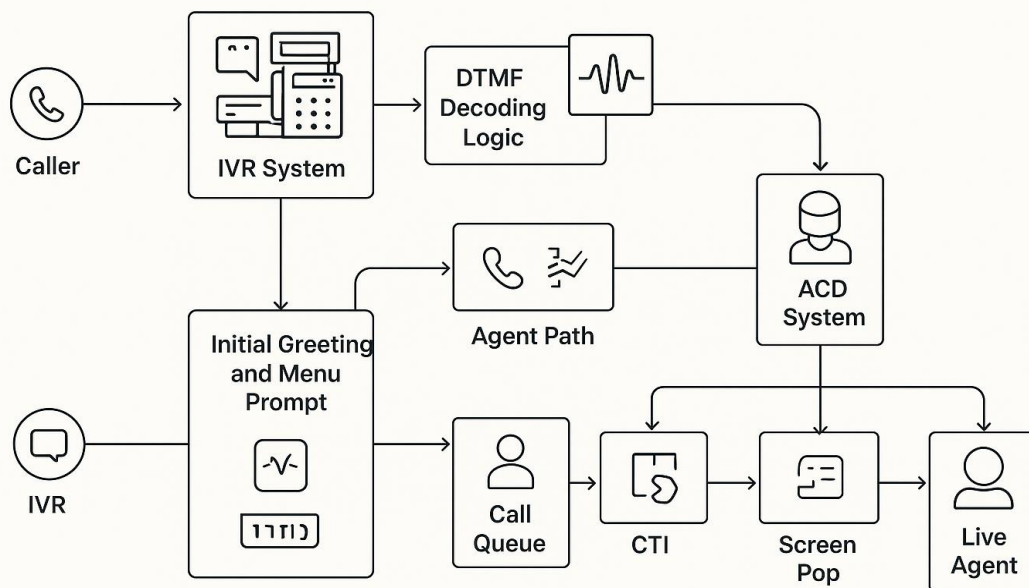 Caller
IVR System
DTMF
Decoding
Logic
ACD
System
Agent Path
Initial Greeting
and Menu
Prompt
IVR
Call
Queue
CTI
Screen
Pop
Live
Agent